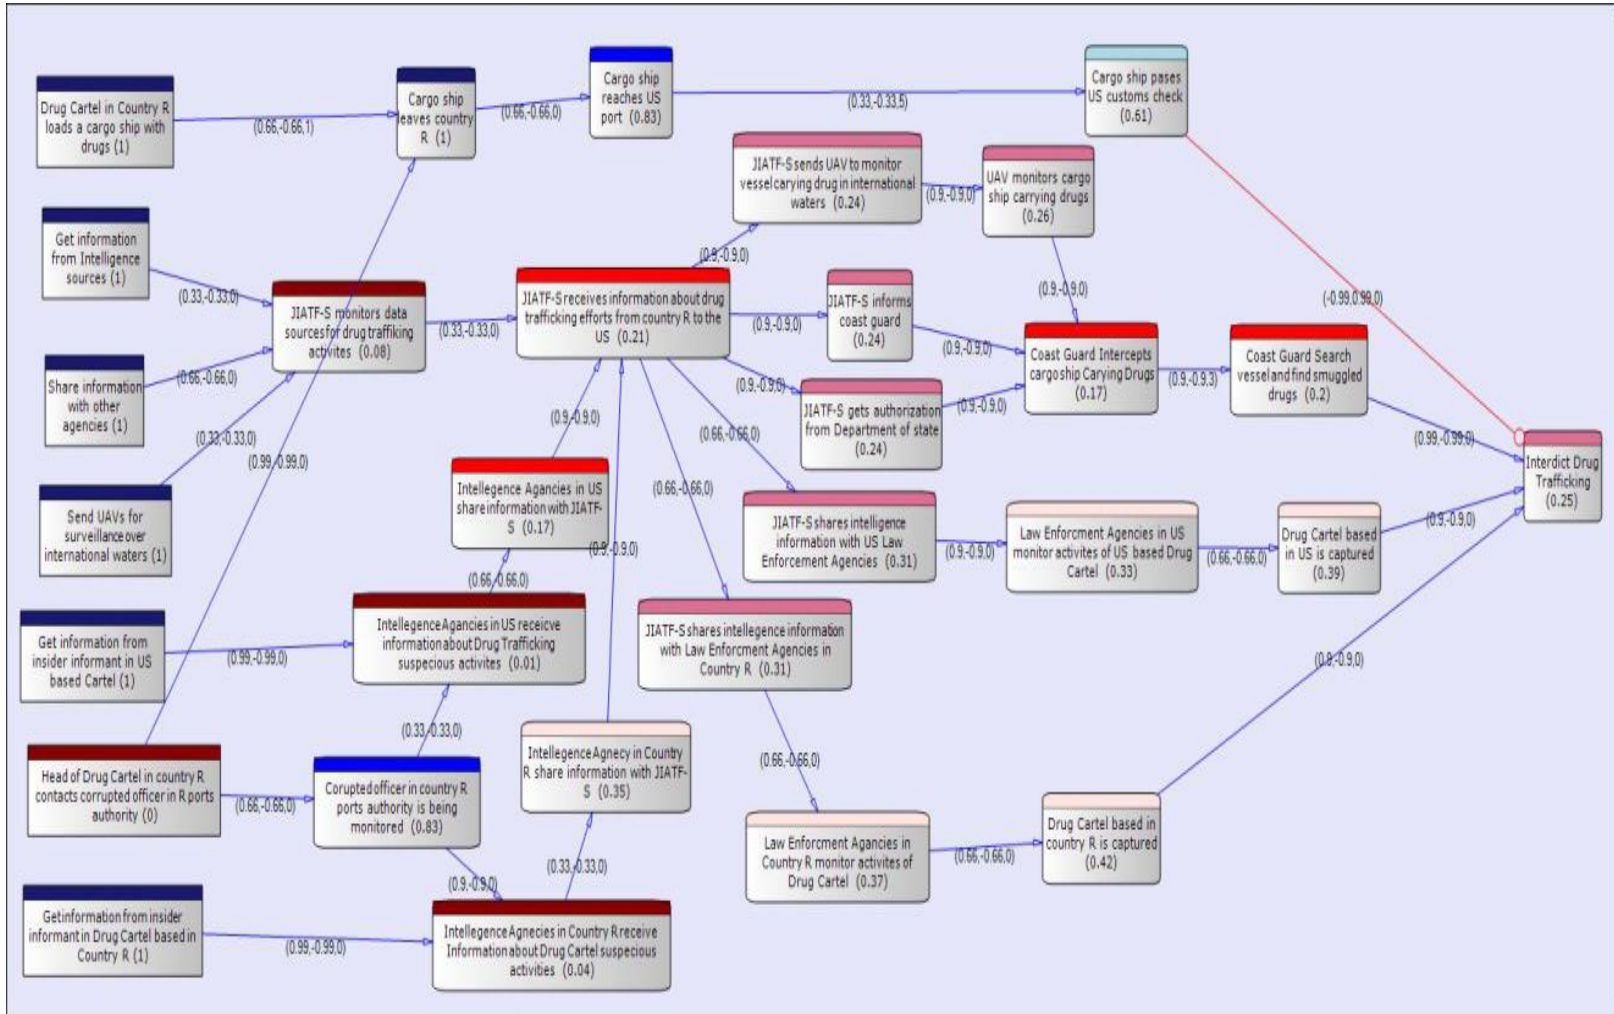 Drug Cartel in Country R
loads a cargo ship with
drugs (1)
(0.66,-0.66,1)
Cargo ship
leaves country
R (1)
(0.66,-0.66,0)
Cargo ship
reaches US
port (0.83)
(0.33,-0.33,5)
Cargo ship pases
US customs check
(0.61)
(-0.99,0.99,0)
Get information
from Intelligence
sources (1)
(0.33,-0.33,0)
Share information
with other
agencies (1)
(0.66,-0.66,0)
Send UAVs for
surveillance over
international waters (1)
(0.33,-0.33,0)
(0.99,-0.99,0)
JIATF-S monitors data
sources for drug traffiking
activites (0.08)
(0.33,-0.33,0)
JIATF-S receives information about drug
trafficking efforts from country R to the
US (0.21)
(0.9,-0.9,0)
JIATF-S sends UAV to monitor
vessel carying drug in international
waters (0.24)
(0.9,-0.9,0)
UAV monitors cargo
ship carrying drugs
(0.26)
(0.9,-0.9,0)
(0.9,-0.9,0)
JIATF-S informs
coast guard
(0.24)
(0.9,-0.9,0)
(0.9,-0.9,0)
JIATF-S gets authorization
from Department of state
(0.24)
(0.9,-0.9,0)
Coast Guard Intercepts
cargo ship Carying Drugs
(0.17)
(0.9,-0.9,3)
Coast Guard Search
vessel and find smuggled
drugs (0.2)
(0.99,-0.99,0)
Interdict Drug
Trafficking
(0.25)
(0.66,-0.66,0)
JIATF-S shares intelligence
information with US Law
Enforcement Agencies (0.31)
(0.9,-0.9,0)
Law Enforcment Agencies in US
monitor activites of US based Drug
Cartel (0.33)
(0.66,-0.66,0)
Drug Cartel based
in US is captured
(0.39)
(0.9,-0.9,0)
(0.66,-0.66,0)
JIATF-S shares intellegence information
with Law Enforcment Agencies in
Country R (0.31)
(0.66,-0.66,0)
Law Enforcment Agencies in
Country R monitor activites of
Drug Cartel (0.37)
(0.66,-0.66,0)
Drug Cartel based in
country R is captured
(0.42)
(0.9,-0.9,0)
Get information from
insider informant in US
based Cartel (1)
(0.99,-0.99,0)
Intellegence Agencies in US reicve
information about Drug Trafficking
suspecious activites (0.01)
(0.66,-0.66,0)
Intellegence Agencies in US
share information with JIATF-
S (0.17)
(0.9,-0.9,0)
Head of Drug Cartel in country R
contacts corrupted officer in R ports
authority (0)
(0.66,-0.66,0)
Corupted officer in country R
ports authority is being
monitored (0.83)
(0.33,-0.33,0)
(0.9,-0.9,0)
Get information from insider
informant in Drug Cartel based in
Country R (1)
(0.99,-0.99,0)
Intellegence Agnecies in Country R receive
Information about Drug Cartel suspecious
activities (0.04)
(0.33,-0.33,0)
Intellegence Agnecy in Country
R share information with JIATF-
S (0.35)
(0.9,-0.9,0)